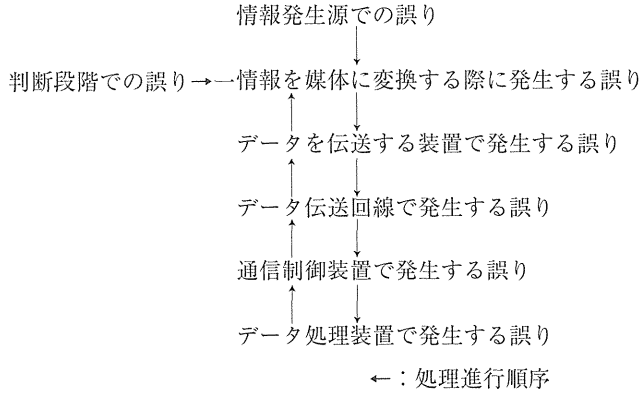 情報発生源での誤り
判断段階での誤り→一情報を媒体に変換する際に発生する誤り
データを伝送する装置で発生する誤り
データ伝送回線で発生する誤り
通信制御装置で発生する誤り
データ処理装置で発生する誤り
←：処理進行順序